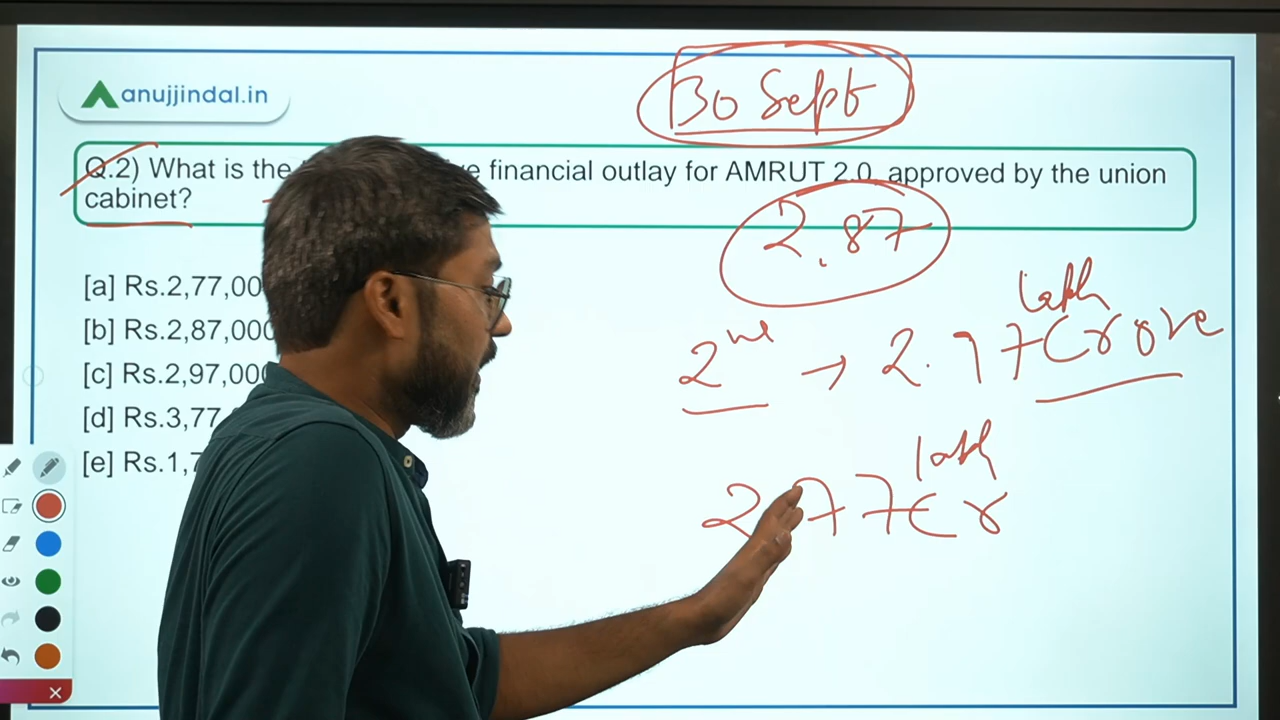 anujjindal.in
30 Sept
Q.2) What is the financial outlay for AMRUT 2.0, approved by the union
cabinet?
2.87
[a] Rs.2,77,00
[b] Rs.2,87,000
[c] Rs.2,97,000
[d] Rs.3,77
[e] Rs.1,7
lakh
→ 2.97 Crore
lakh
77 Cr